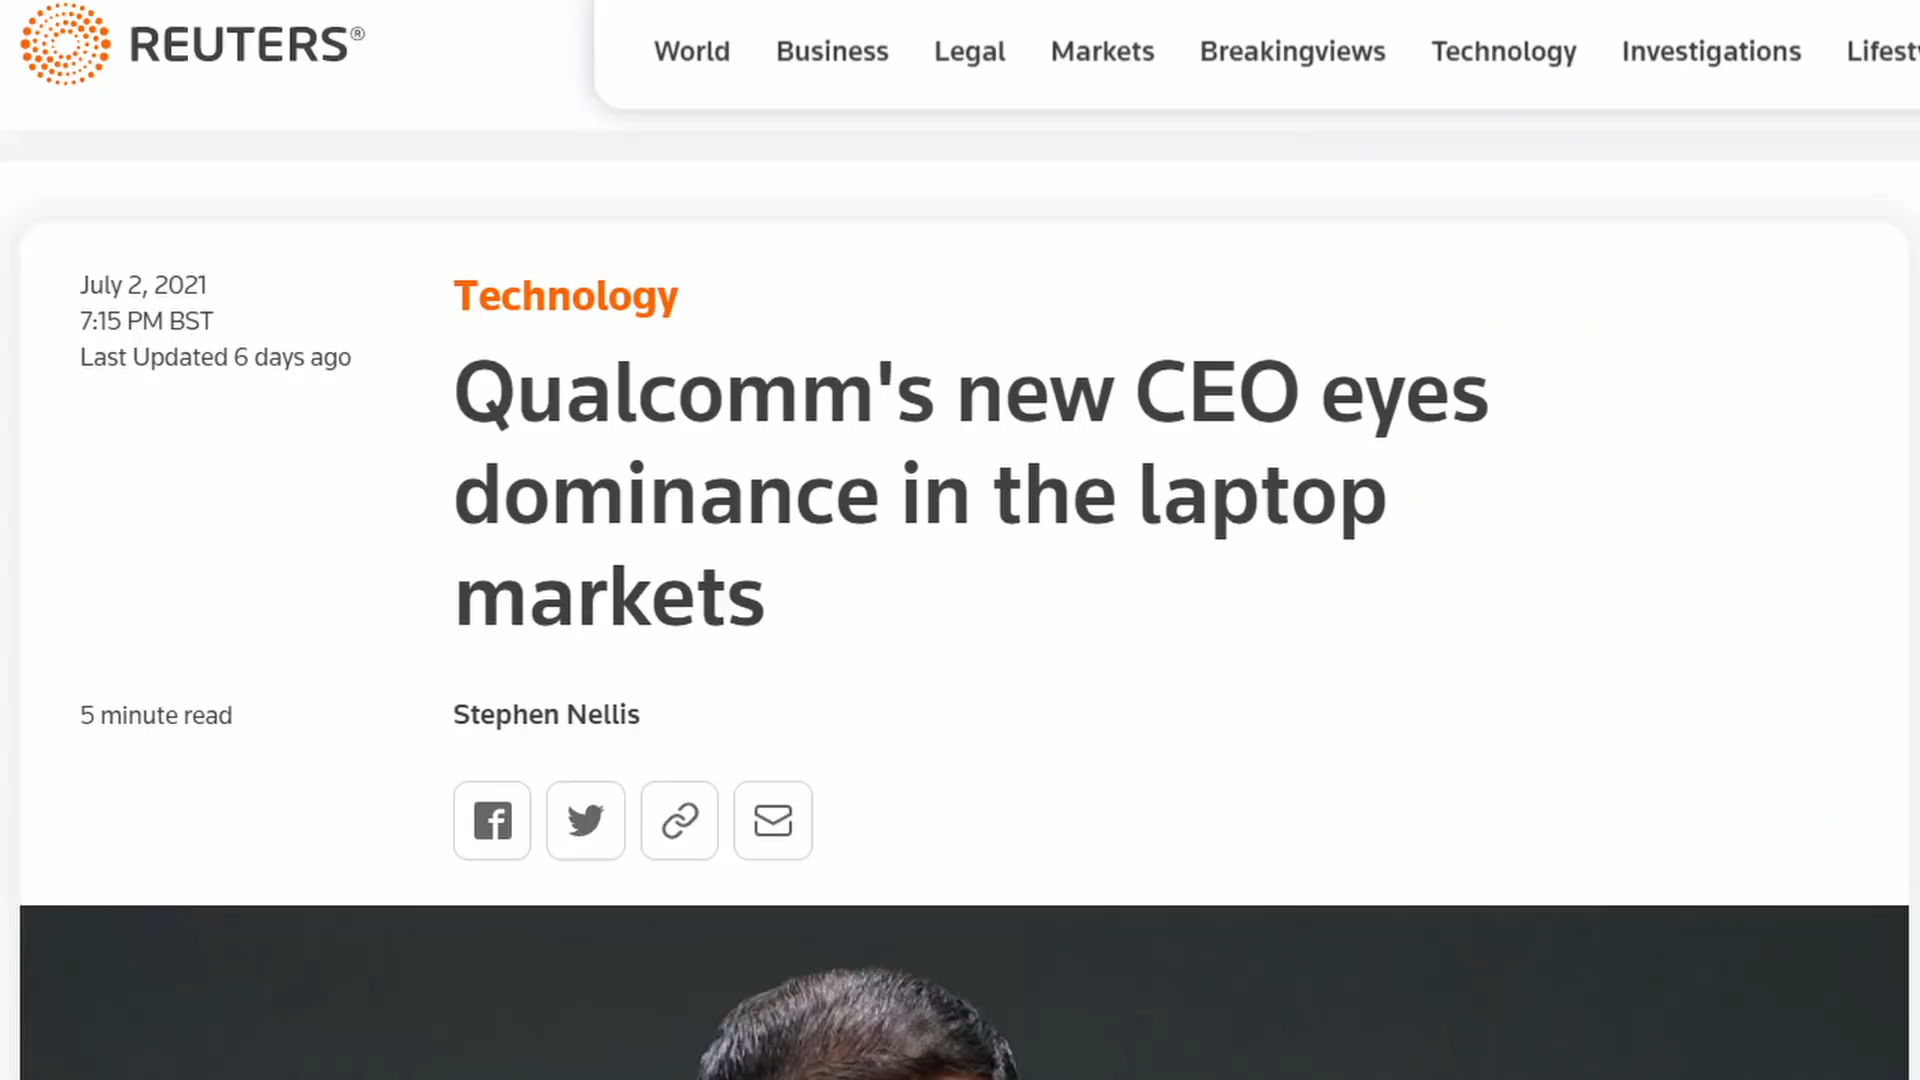 REUTERS®
World Business Legal Markets Breakingviews Technology Investigations Lifest
July 2, 2021
7:15 PM BST
Last Updated 6 days ago
Technology
Qualcomm's new CEO eyes
dominance in the laptop
markets
5 minute read
Stephen Nellis